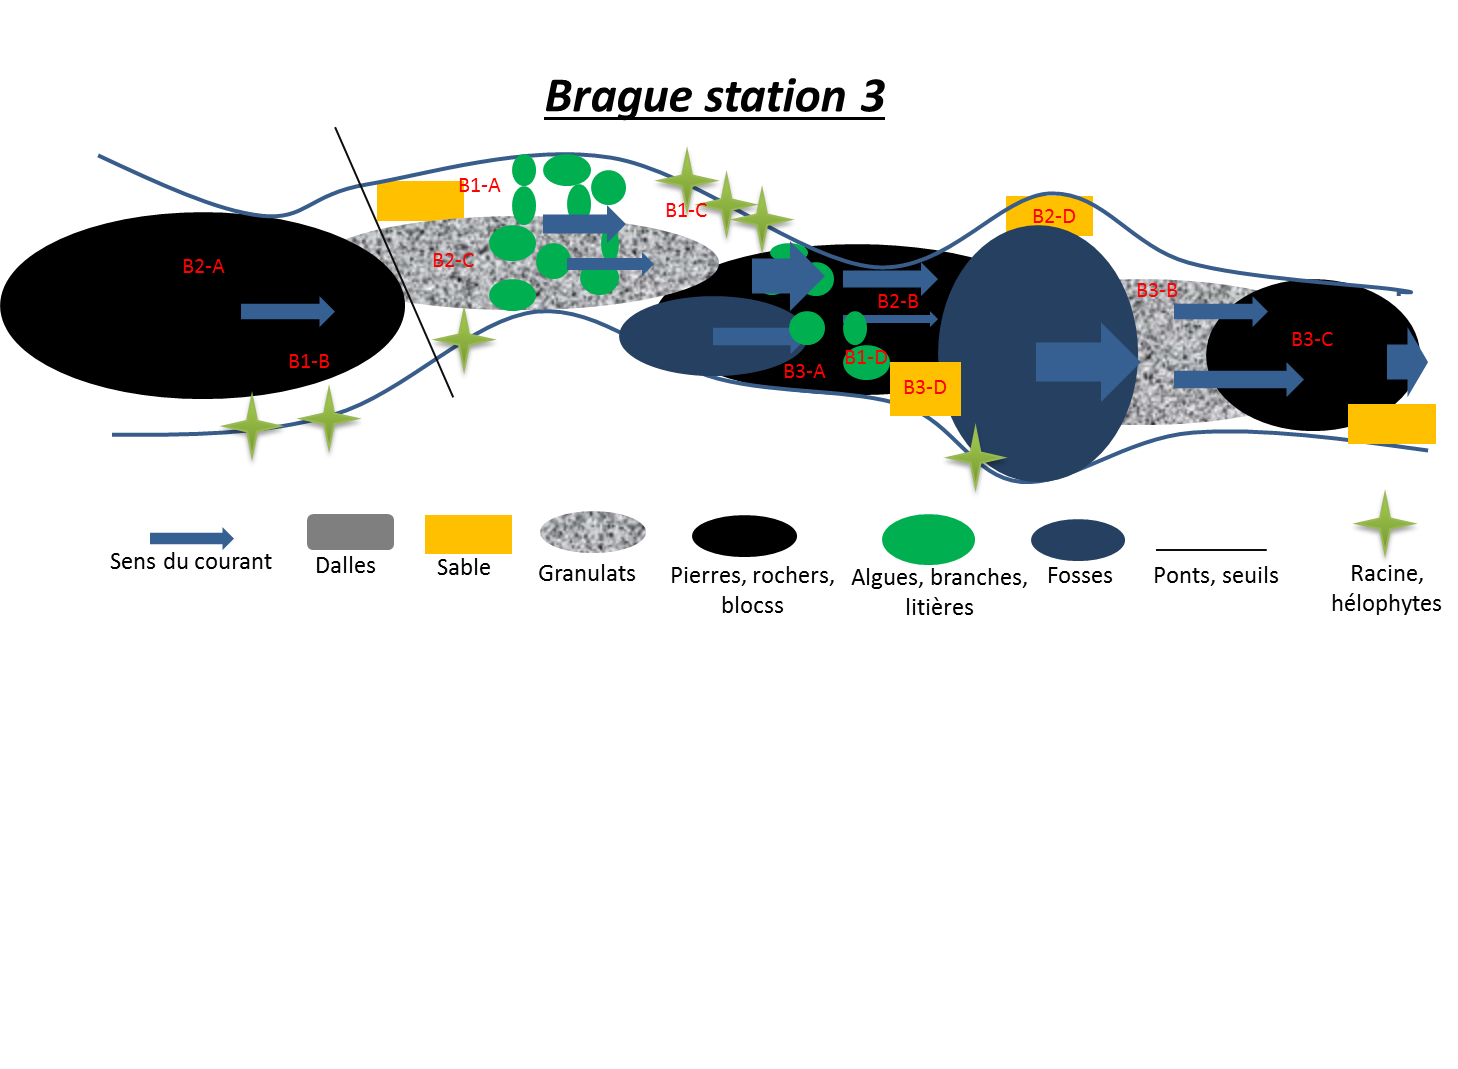 Brague station 3
B1-A
B1-C
B2-D
B2-A
B2-C
B3-B
B2-B
B1-B
B3-A
B1-D
B3-D
B3-C
Sens du courant
Dalles
Sable
Granulats
Pierres, rochers,
blocss
Algues, branches,
litières
Fosses
Ponts, seuils
Racine,
hélophytes